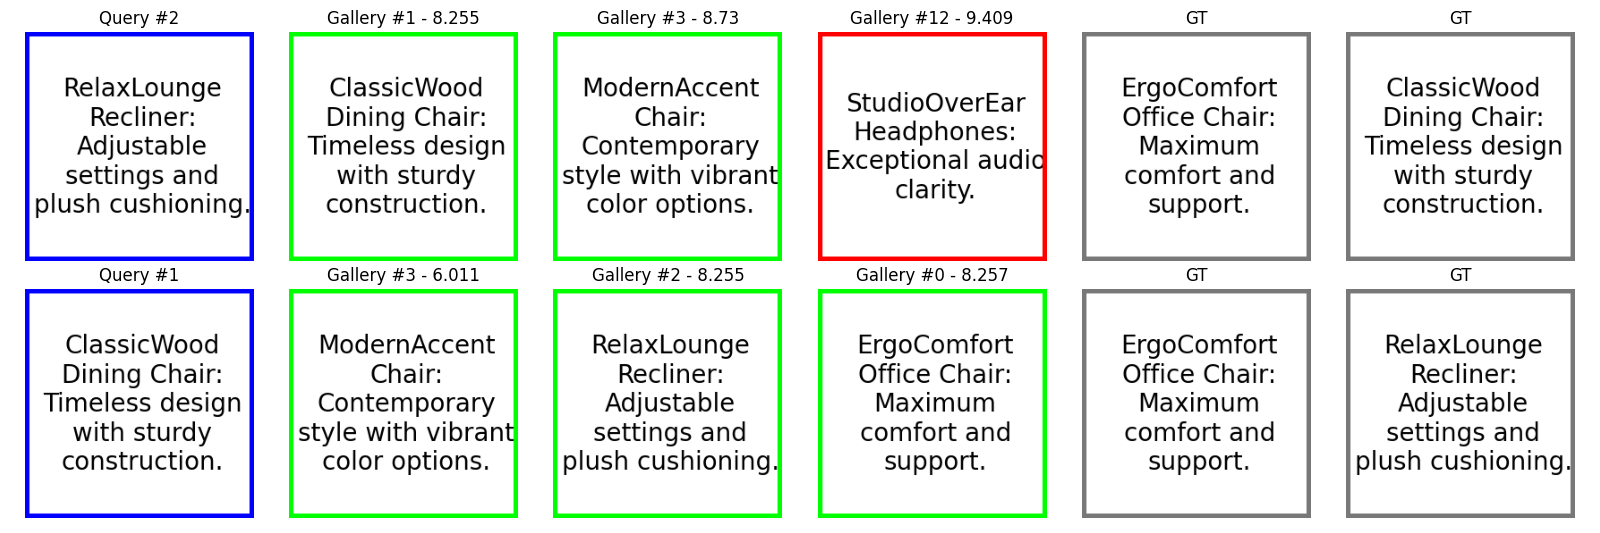 Query #2
RelaxLounge
Recliner:
Adjustable
settings and
plush cushioning.
Gallery #1 - 8.255
ClassicWood
Dining Chair:
Timeless design
with sturdy
construction.
Gallery #3 - 8.73
ModernAccent
Chair:
Contemporary
style with vibrant
color options.
Gallery #12 - 9.409
StudioOverEar
Headphones:
Exceptional audio
clarity.
GT
ErgoComfort
Office Chair:
Maximum
comfort and
support.
GT
ClassicWood
Dining Chair:
Timeless design
with sturdy
construction.
Query #1
ClassicWood
Dining Chair:
Timeless design
with sturdy
construction.
Gallery #3 - 6.011
ModernAccent
Chair:
Contemporary
style with vibrant
color options.
Gallery #2 - 8.255
RelaxLounge
Recliner:
Adjustable
settings and
plush cushioning.
Gallery #0 - 8.257
ErgoComfort
Office Chair:
Maximum
comfort and
support.
GT
ErgoComfort
Office Chair:
Maximum
comfort and
support.
GT
RelaxLounge
Recliner:
Adjustable
settings and
plush cushioning.